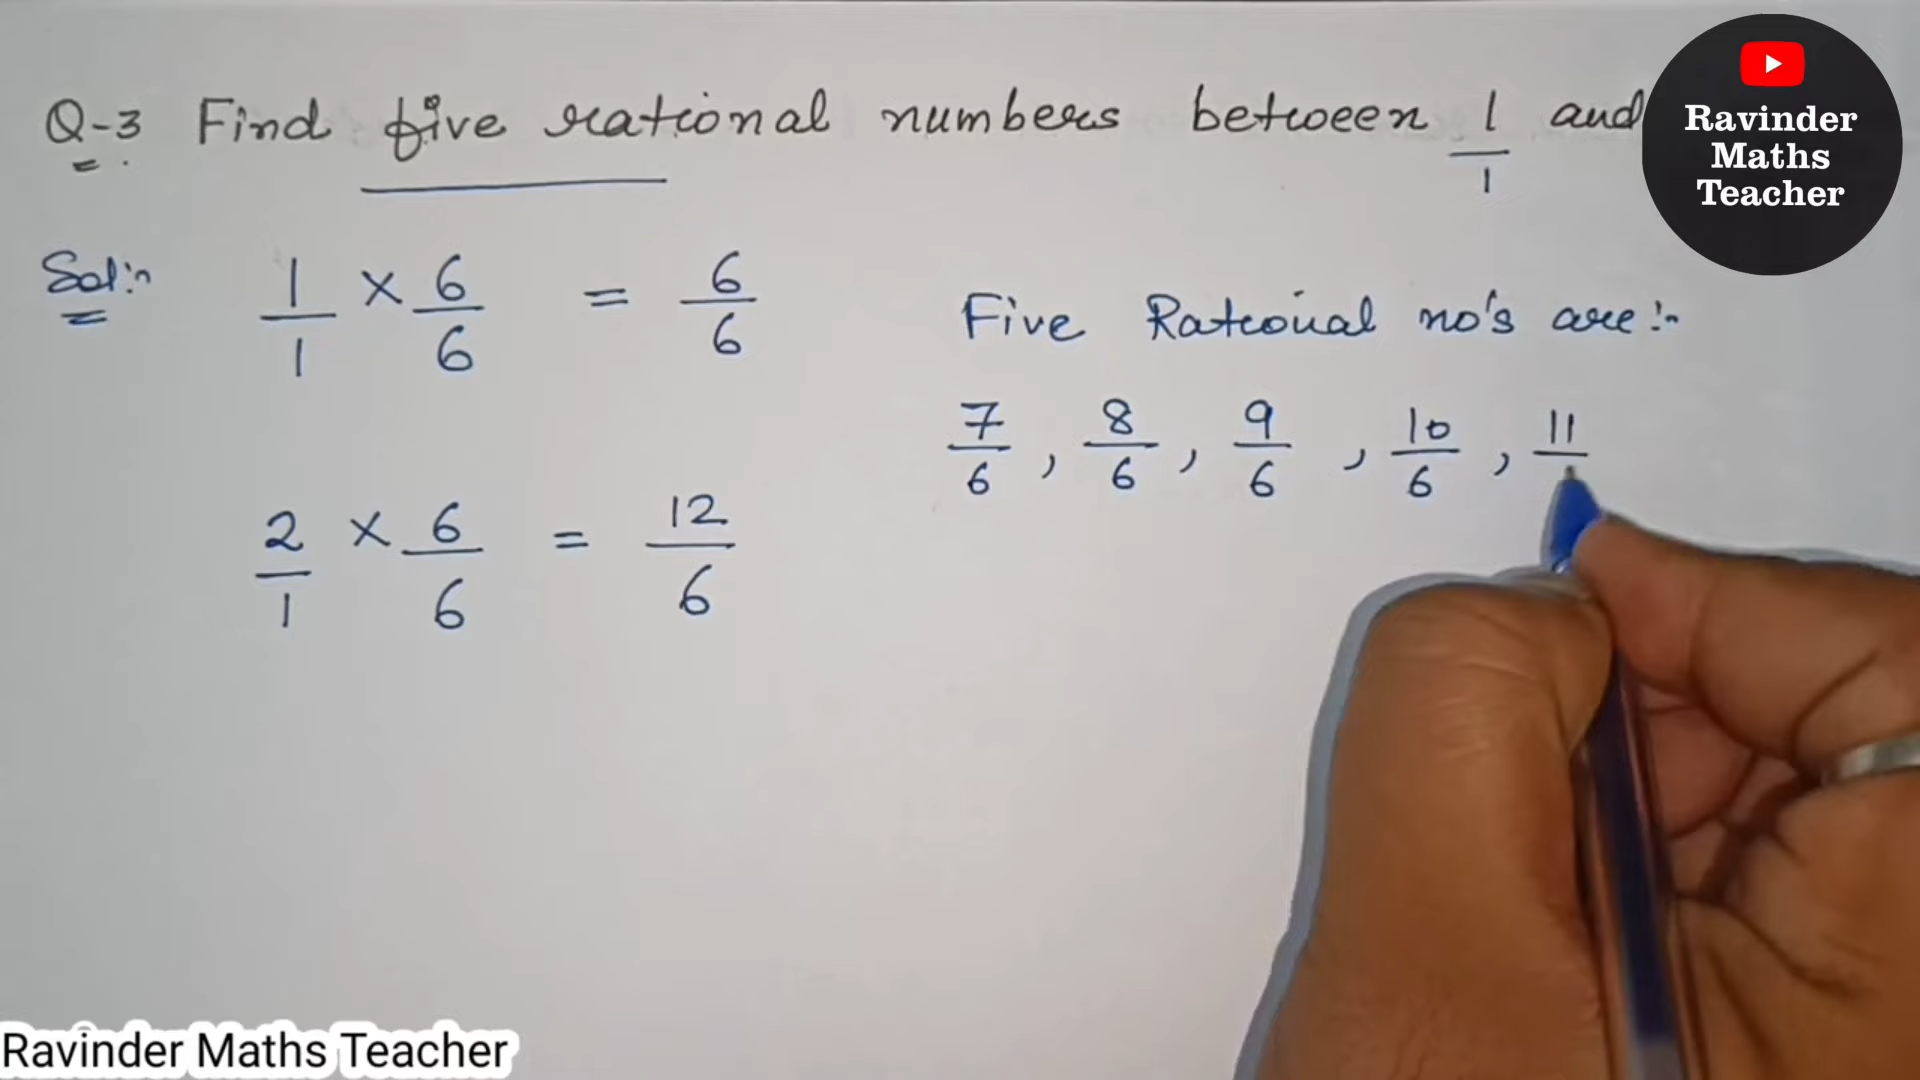 Q-3 Find five rational numbers between 1/1 and
Ravinder
Maths
Teacher
Sol:n 1/1 × 6/6 = 6/6
2/1 × 6/6 = 12/6
Five Rational no's are:-
7/6, 8/6, 9/6, 10/6, 11/
Ravinder Maths Teacher